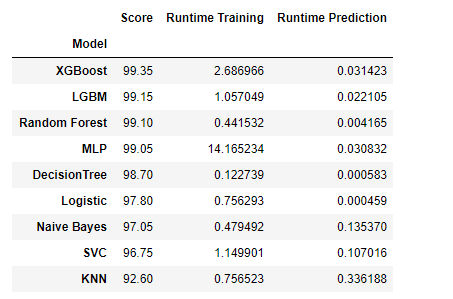 Score Runtime Training Runtime Prediction
Model
XGBoost 99.35 2.686966 0.031423
LGBM 99.15 1.057049 0.022105
Random Forest 99.10 0.441532 0.004165
MLP 99.05 14.165234 0.030832
DecisionTree 98.70 0.122739 0.000583
Logistic 97.80 0.756293 0.000459
Naive Bayes 97.05 0.479492 0.135370
SVC 96.75 1.149901 0.107016
KNN 92.60 0.756523 0.336188